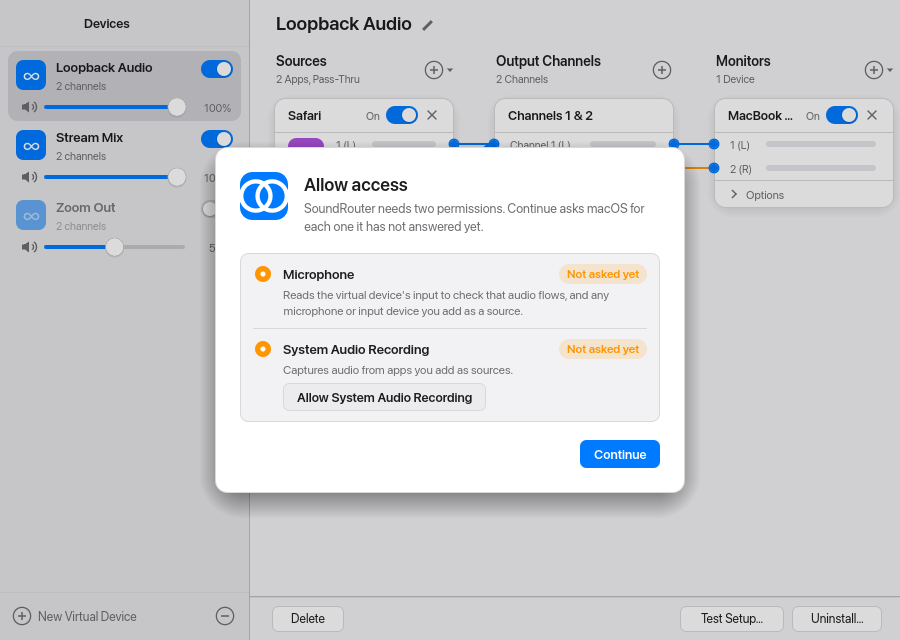 Devices
Loopback Audio
2 channels
100%
Stream Mix
2 channels
Zoom Out
2 channels
New Virtual Device
Loopback Audio
Sources
2 Apps, Pass-Thru
Output Channels
2 Channels
Monitors
1 Device
Safari
On
Channels 1 & 2
MacBook ...
On
1 (L)
Channel 1 (L)
1 (L)
2 (R)
Options
Allow access
SoundRouter needs two permissions. Continue asks macOS for
each one it has not answered yet.
Microphone
Not asked yet
Reads the virtual device's input to check that audio flows, and any
microphone or input device you add as a source.
System Audio Recording
Not asked yet
Captures audio from apps you add as sources.
Allow System Audio Recording
Continue
Delete
Test Setup...
Uninstall...